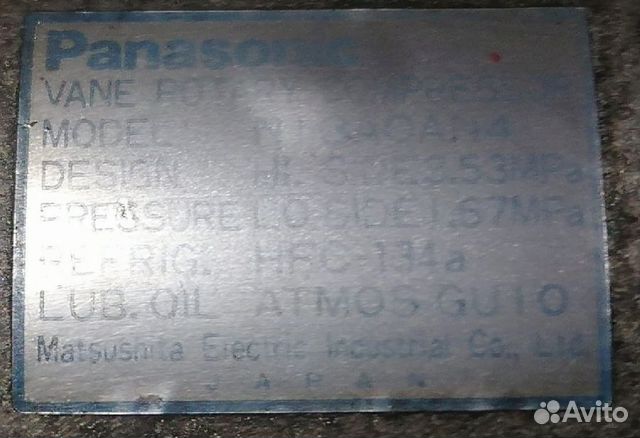 Panasonic
VANE ROTARY COMPRESSOR
MODEL
DESIGN HI. SIDE 3.53MPa
PRESSURE LO. SIDE 1.67MPa
REFRIG. HFC-134a
LUB. OIL ATMOS GU10
Matsushita Electric Industrial Co., Ltd.
JAPAN
Avito